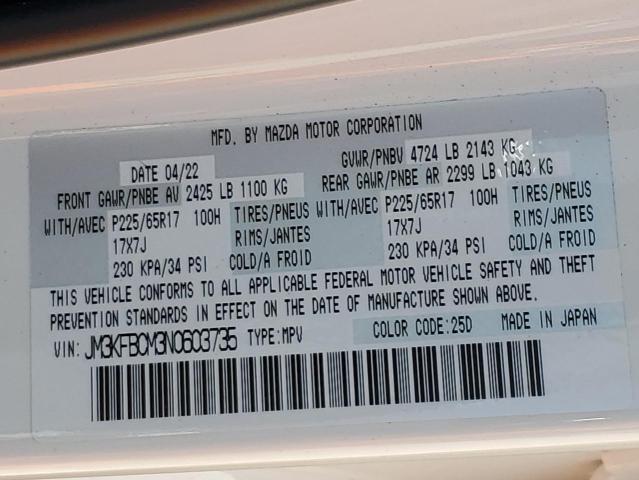 MFD. BY MAZDA MOTOR CORPORATION
DATE 04/22 GVWR/PNBV 4724 LB 2143 KG
FRONT GAWR/PNBE AV 2425 LB 1100 KG REAR GAWR/PNBE AR 2299 LB 1043 KG
WITH/AVEC P225/65R17 100H TIRES/PNEUS WITH/AVEC P225/65R17 100H TIRES/PNEUS
17X7J RIMS/JANTES 17X7J RIMS/JANTES
230 KPA/34 PSI COLD/A FROID 230 KPA/34 PSI COLD/A FROID
THIS VEHICLE CONFORMS TO ALL APPLICABLE FEDERAL MOTOR VEHICLE SAFETY AND THEFT
PREVENTION STANDARDS IN EFFECT ON THE DATE OF MANUFACTURE SHOWN ABOVE.
VIN: JM3KFBCM3N0603735 TYPE:MPV COLOR CODE:25D MADE IN JAPAN